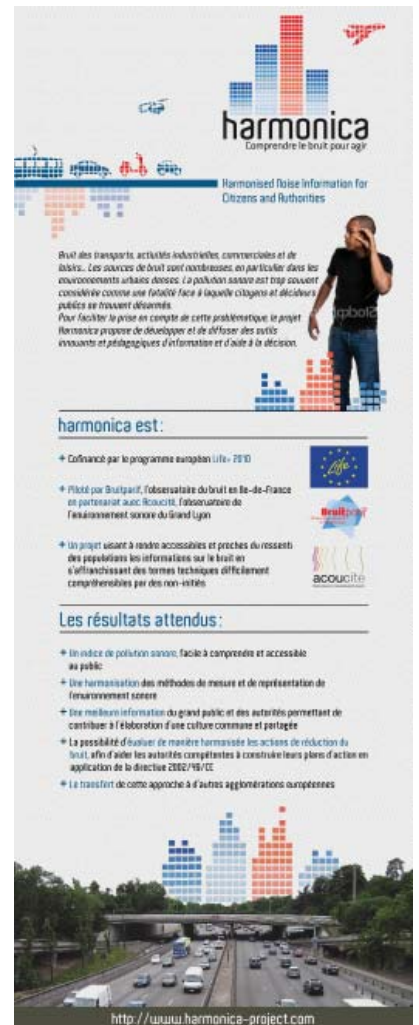 harmonica
Comprendre le bruit pour agir
Harmonised Noise Information for
Citizens and Authorities
Bruit des transports, activités industrielles, commerciales et de
loisirs... Les sources de bruit sont nombreuses, en particulier dans les
environnements urbains denses. La pollution sonore est trop souvent
considérée comme une fatalité face à laquelle citoyens et décideurs
publics se trouvent désarmés.
Pour faciliter la prise en compte de cette problématique, le projet
Harmonica propose de développer et de diffuser des outils
innovants et pédagogiques d'information et d'aide à la décision.
harmonica est :
+ Cofinancé par le programme européen Life+ 2010
Life
+ Piloté par Bruitparif, l'observatoire du bruit en Ile-de-France
en partenariat avec Acoucité, l'observatoire de
l'environnement sonore du Grand Lyon
Bruitparif
+ Un projet visant à rendre accessibles et proches du ressenti
des populations les informations sur le bruit en
s'affranchissant des termes techniques difficilement
compréhensibles par des non-initiés
acoucité
Les résultats attendus :
+ Un indice de pollution sonore, facile à comprendre et accessible
au public
+ Une harmonisation des méthodes de mesure et de représentation de
l'environnement sonore
+ Une meilleure information du grand public et des autorités permettant de
contribuer à l'élaboration d'une culture commune et partagée
+ La possibilité d'évaluer de manière harmonisée les actions de réduction du
bruit, afin d'aider les autorités compétentes à construire leurs plans d'action en
application de la directive 2002/49/CE
+ Le transfert de cette approche à d'autres agglomérations européennes
http://www.harmonica-project.com